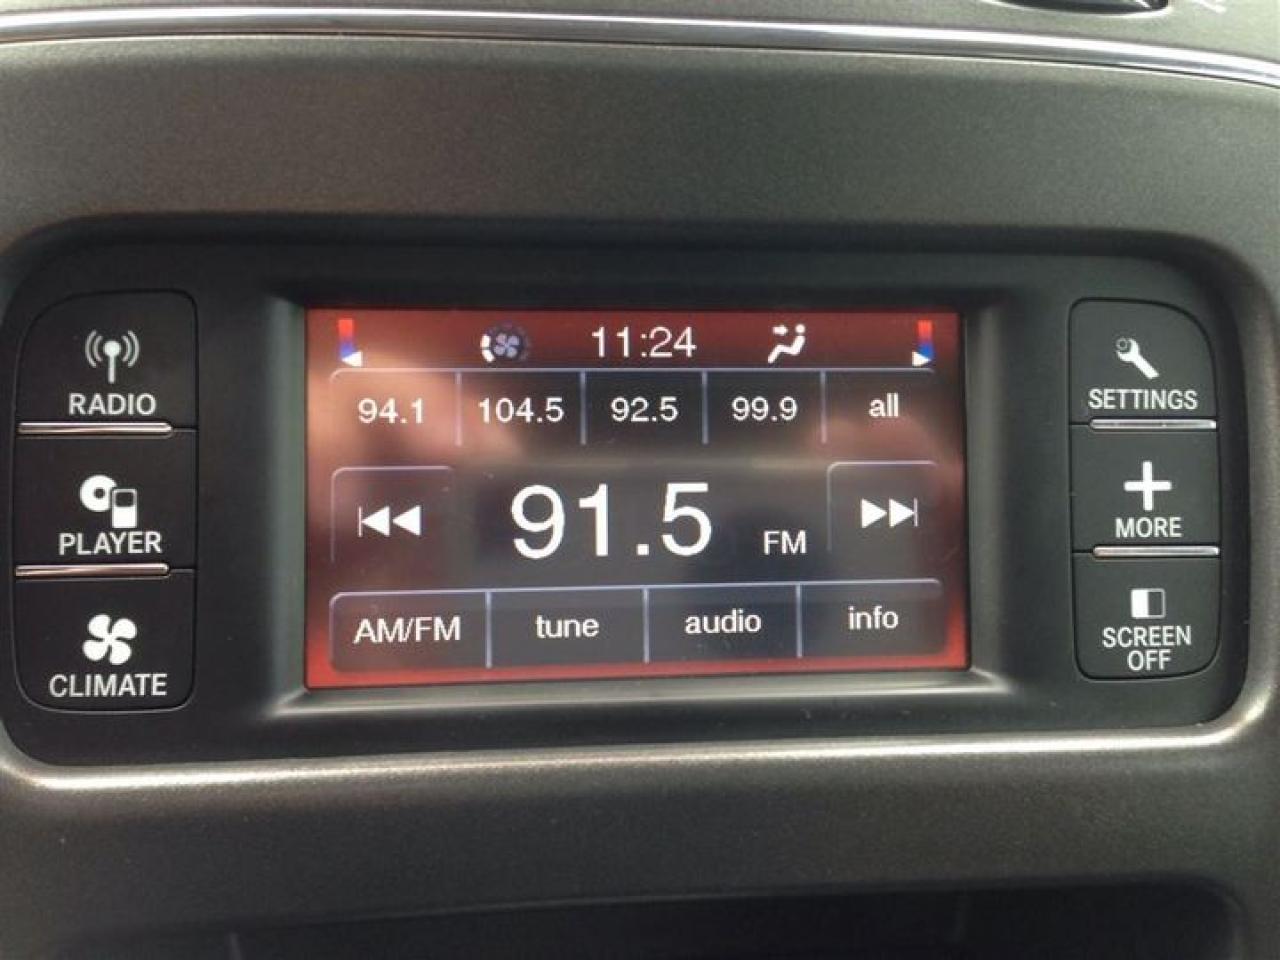 11:24
94.1 104.5 92.5 99.9 all
91.5 FM
AM/FM tune audio info
RADIO
PLAYER
CLIMATE
SETTINGS
MORE
SCREEN
OFF